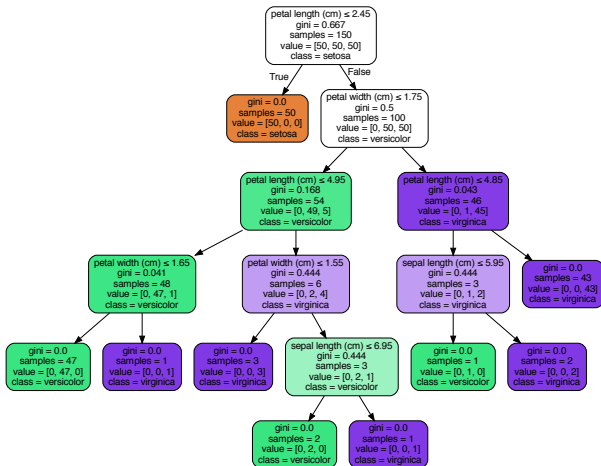 petal length (cm) ≤ 2.45
gini = 0.667
samples = 150
value = [50, 50, 50]
class = setosa
True
False
gini = 0.0
samples = 50
value = [50, 0, 0]
class = setosa
petal width (cm) ≤ 1.75
gini = 0.5
samples = 100
value = [0, 50, 50]
class = versicolor
petal length (cm) ≤ 4.95
gini = 0.168
samples = 54
value = [0, 49, 5]
class = versicolor
petal length (cm) ≤ 4.85
gini = 0.043
samples = 46
value = [0, 1, 45]
class = virginica
petal width (cm) ≤ 1.65
gini = 0.041
samples = 48
value = [0, 47, 1]
class = versicolor
petal width (cm) ≤ 1.55
gini = 0.444
samples = 6
value = [0, 2, 4]
class = virginica
sepal length (cm) ≤ 5.95
gini = 0.444
samples = 3
value = [0, 1, 2]
class = virginica
gini = 0.0
samples = 43
value = [0, 0, 43]
class = virginica
gini = 0.0
samples = 47
value = [0, 47, 0]
class = versicolor
gini = 0.0
samples = 1
value = [0, 0, 1]
class = virginica
gini = 0.0
samples = 3
value = [0, 0, 3]
class = virginica
sepal length (cm) ≤ 6.95
gini = 0.444
samples = 3
value = [0, 2, 1]
class = versicolor
gini = 0.0
samples = 1
value = [0, 1, 0]
class = versicolor
gini = 0.0
samples = 2
value = [0, 0, 2]
class = virginica
gini = 0.0
samples = 2
value = [0, 2, 0]
class = versicolor
gini = 0.0
samples = 1
value = [0, 0, 1]
class = virginica